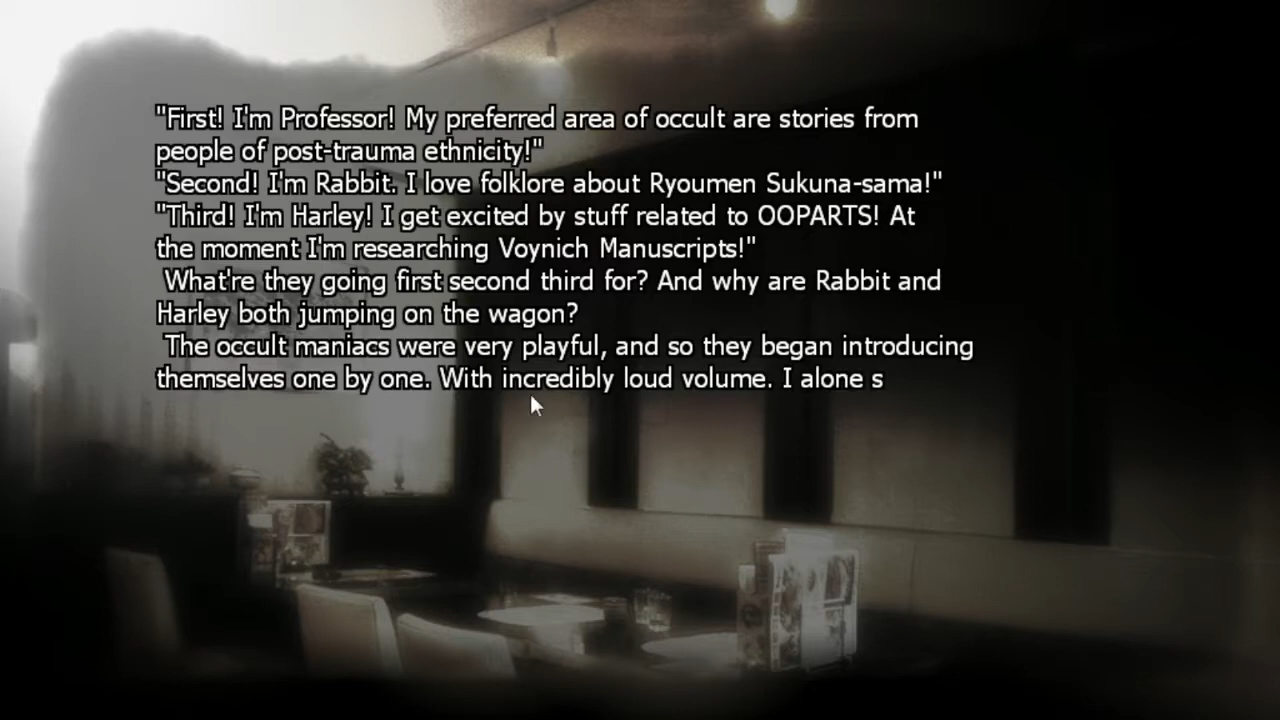 "First! I'm Professor! My preferred area of occult are stories from
people of post-trauma ethnicity!"
"Second! I'm Rabbit. I love folklore about Ryoumen Sukuna-sama!"
"Third! I'm Harley! I get excited by stuff related to OOPARTS! At
the moment I'm researching Voynich Manuscripts!"
What're they going first second third for? And why are Rabbit and
Harley both jumping on the wagon?
The occult maniacs were very playful, and so they began introducing
themselves one by one. With incredibly loud volume. I alone s